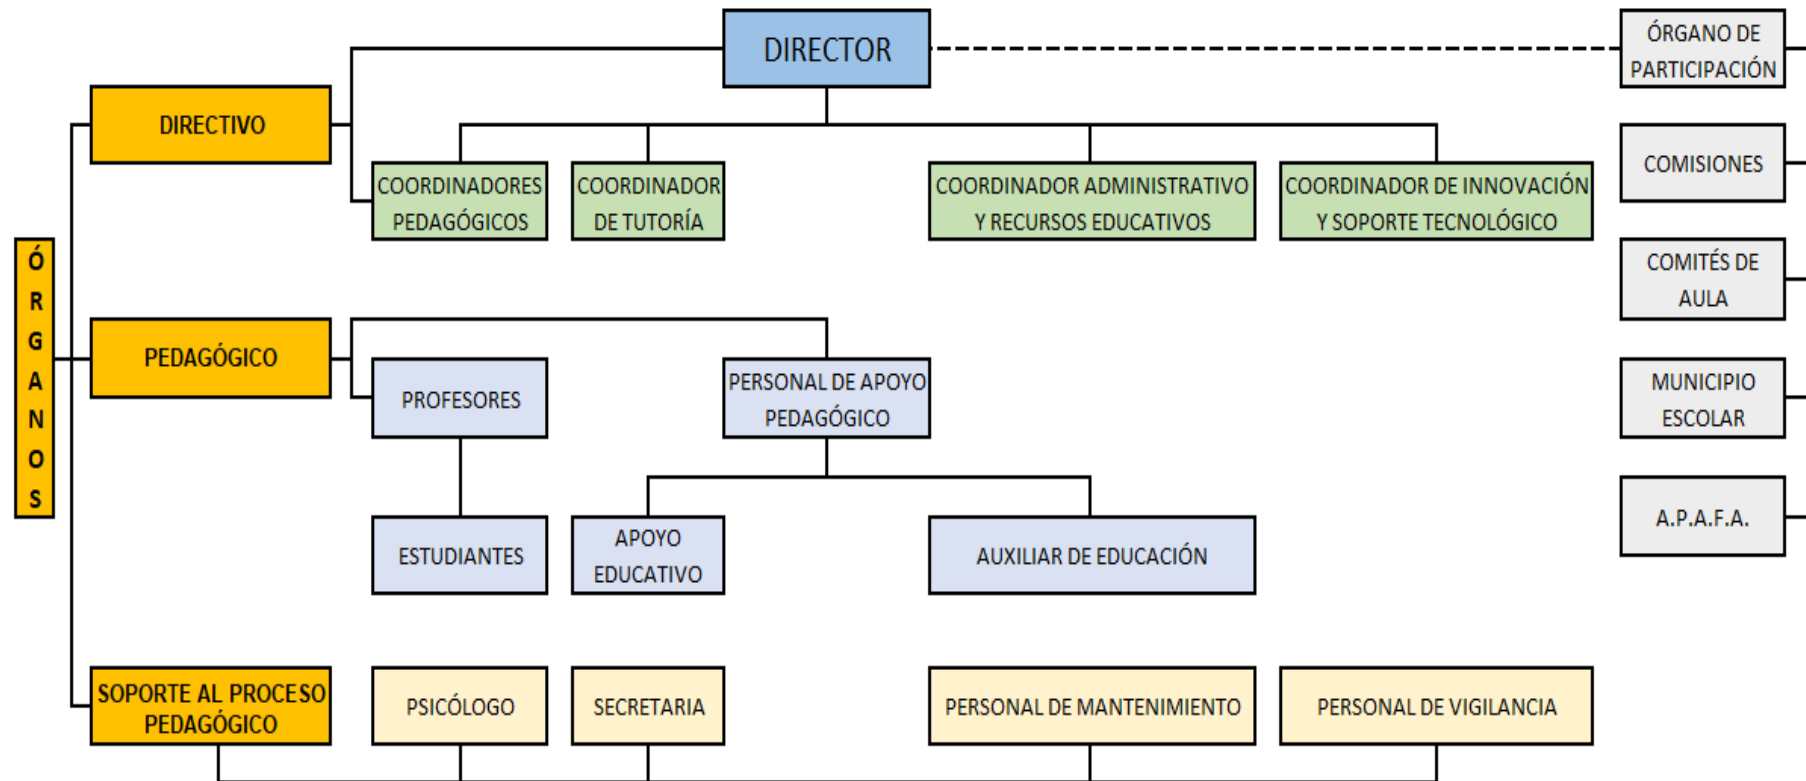 DIRECTOR
ÓRGANO DE
PARTICIPACIÓN
DIRECTIVO
COORDINADORES
PEDAGÓGICOS
COORDINADOR
DE TUTORÍA
COORDINADOR ADMINISTRATIVO
Y RECURSOS EDUCATIVOS
COORDINADOR DE INNOVACIÓN
Y SOPORTE TECNOLÓGICO
COMISIONES
ÓRGANOS
COMITÉS DE
AULA
PEDAGÓGICO
PROFESORES
PERSONAL DE APOYO
PEDAGÓGICO
MUNICIPIO
ESCOLAR
ESTUDIANTES
APOYO
EDUCATIVO
AUXILIAR DE EDUCACIÓN
A.P.A.F.A.
SOPORTE AL PROCESO
PEDAGÓGICO
PSICÓLOGO
SECRETARIA
PERSONAL DE MANTENIMIENTO
PERSONAL DE VIGILANCIA